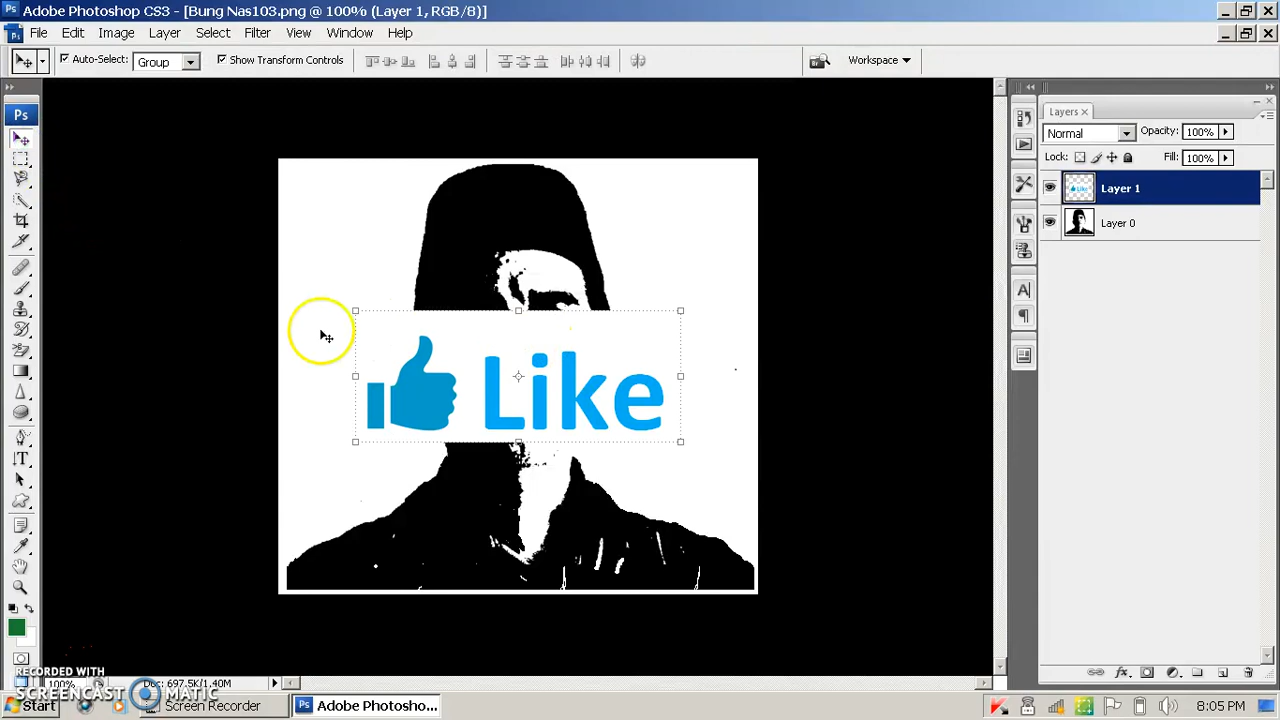 Adobe Photoshop CS3 - [Bung Nas103.png @ 100% (Layer 1, RGB/8)]
File Edit Image Layer Select Filter View Window Help
Auto-Select: Group Show Transform Controls Workspace
Ps
Layers
Normal Opacity: 100%
Lock: Fill: 100%
Layer 1
Layer 0
Like
RECORDED WITH
SCREENCAST MATIC
100% Doc: 697.5K/1.40M
Start Screen Recorder Ps Adobe Photosho... 8:05 PM